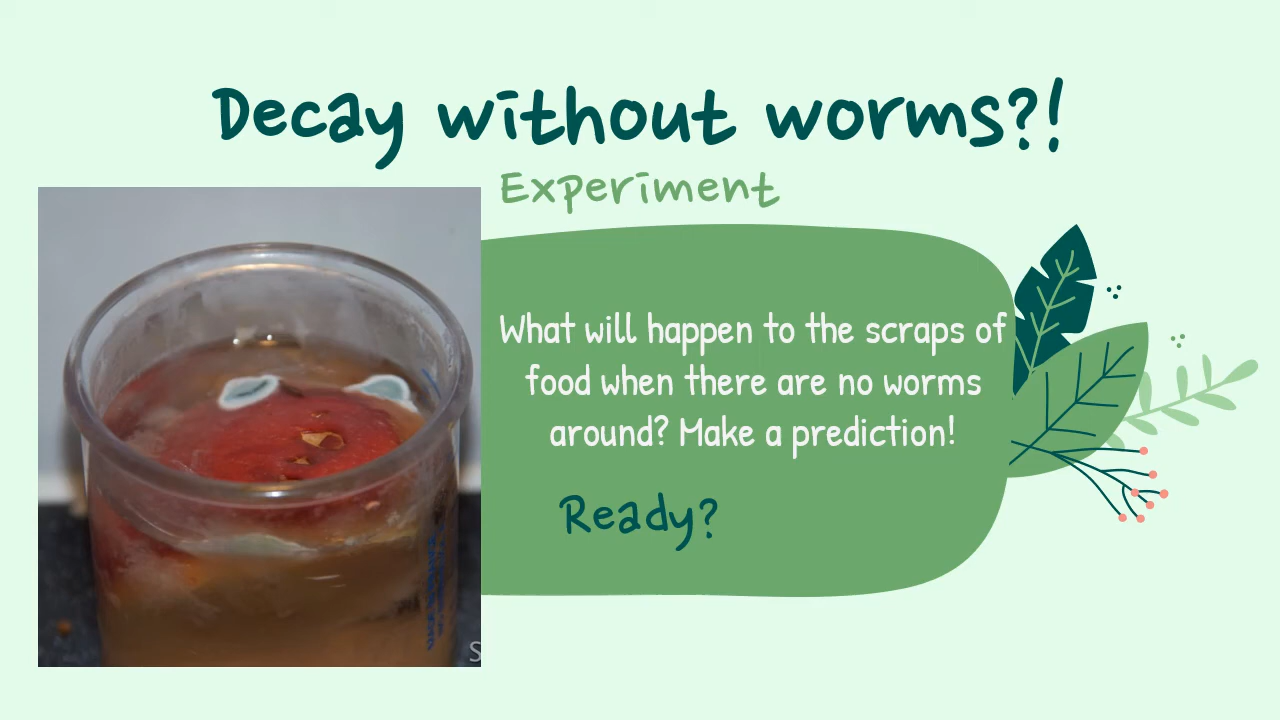 Decay without worms?!
Experiment
What will happen to the scraps of
food when there are no worms
around? Make a prediction!
Ready?
S